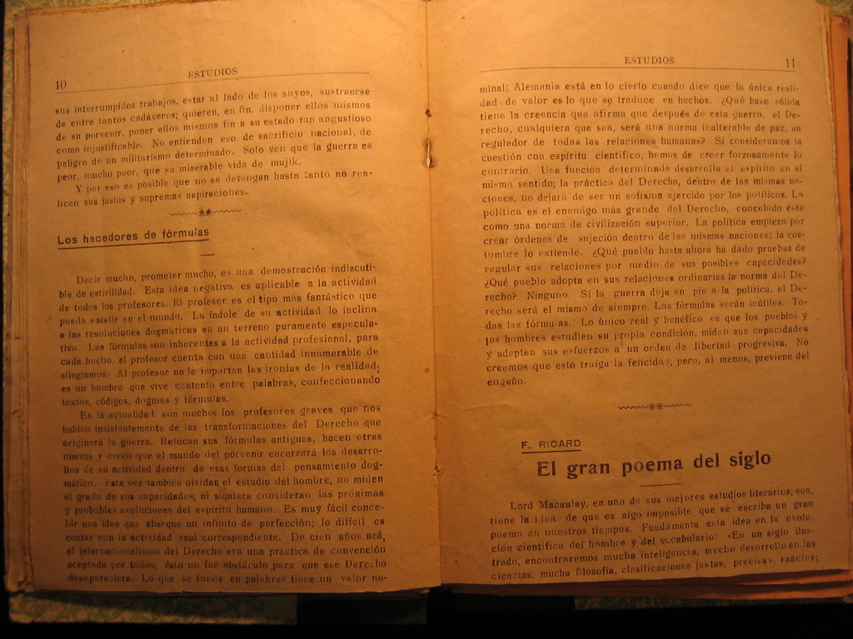 10
ESTUDIOS
sus interrumpidos trabajos, estar al lado de los suyos, sustraerse
de entre tantos cadáveres; quieren, en fin, disponer ellos mismos
de su porvenir, poner ellos mismos fin a su estado tan angustioso
como injustificable. No entienden eso de sacrificio nacional, de
peligro de un militarismo determinado. Solo ven que la guerra es
peor, mucho peor, que su miserable vida de mujik.
Y por eso es posible que no se detengan hasta tanto no rea-
licen sus justas y supremas aspiraciones.
Los hacedores de fórmulas
Decir mucho, prometer mucho, es una demostración indiscuti-
ble de estirilidad. Esta idea negativa es aplicable a la actividad
de todos los profesores. El profesor es el tipo más fantástico que
pueda existir en el mundo. La índole de su actividad lo inclina
a las resoluciones dogmáticas en un terreno puramente especula-
tivo. Las fórmulas son inherentes a la actividad profesional, para
cada hecho, el profesor cuenta con una cantidad innumerable de
silogismos. Al profesor no le importan las ironías de la realidad;
es un hombre que vive contento entre palabras, confeccionando
textos, códigos, dogmas y fórmulas.
En la actualidad son muchos los profesores graves que nos
hablan insistentemente de las transformaciones del Derecho que
originará la guerra. Retocan sus fórmulas antiguas, hacen otras
nuevas y creen que el mundo del porvenir encerrará los desarro-
llos de su actividad dentro de esas formas del pensamiento dog-
mático. Esta vez también olvidan el estudio del hombre, no miden
el grado de sus capacidades, ni siquiera consideran las próximas
y probables evoluciones del espíritu humano. Es muy fácil conce-
bir una idea que abarque un infinito de perfección; lo difícil es
contar con la actividad real correspondiente. De cien años acá,
el internacionalismo del Derecho era una práctica de convención
aceptada por todos; ésto no fué obstáculo para que ese Derecho
desapareciera. Lo que se funda en palabras tiene un valor no-
ESTUDIOS
11
minal; Alemania está en lo cierto cuando dice que la única reali-
dad de valor es lo que se traduce en hechos. ¿Qué base sólida
tiene la creencia que afirma que después de esta guerra, el De-
recho, cualquiera que sea, será una norma inalterable de paz, un
regulador de todas las relaciones humanas? Si consideramos la
cuestión con espíritu científico, hemos de creer forzosamente lo
contrario. Una función determinada desarrolla el espíritu en el
mismo sentido; la práctica del Derecho, dentro de las mismas na-
ciones, no dejará de ser un sofisma ejercido por los políticos. La
política es el enemigo más grande del Derecho, concebido éste
como una norma de civilización superior. La política empieza por
crear órdenes de sujeción dentro de las mismas naciones; la cos-
tumbre lo extiende. ¿Qué pueblo hasta ahora ha dado pruebas de
regular sus relaciones por medio de sus posibles capacidades?
¿Qué pueblo adopta en sus relaciones ordinarias la norma del De-
recho? Ninguno. Si la guerra deja en pie a la política, el De-
recho será el mismo de siempre. Las fórmulas serán inútiles. To-
das las fórmulas. Lo único real y benéfico es que los pueblos y
los hombres estudien su propia condición, midan sus capacidades
y adapten sus esfuerzos a un orden de libertad progresiva. No
creemos que esto traiga la felicidad, pero, al menos, previene del
engaño.
F. RICARD
El gran poema del siglo
Lord Macaulay, en uno de sus mejores estudios literarios, sos-
tiene la idea de que es algo imposible que se escriba un gran
poema en nuestros tiempos. Fundamenta esta idea en la evolu-
ción científica del hombre y del vocabulario: «En un siglo ilus-
trado, encontraremos mucha inteligencia, mucho desarrollo en las
ciencias, mucha filosofía, clasificaciones justas, precisas, exactas;